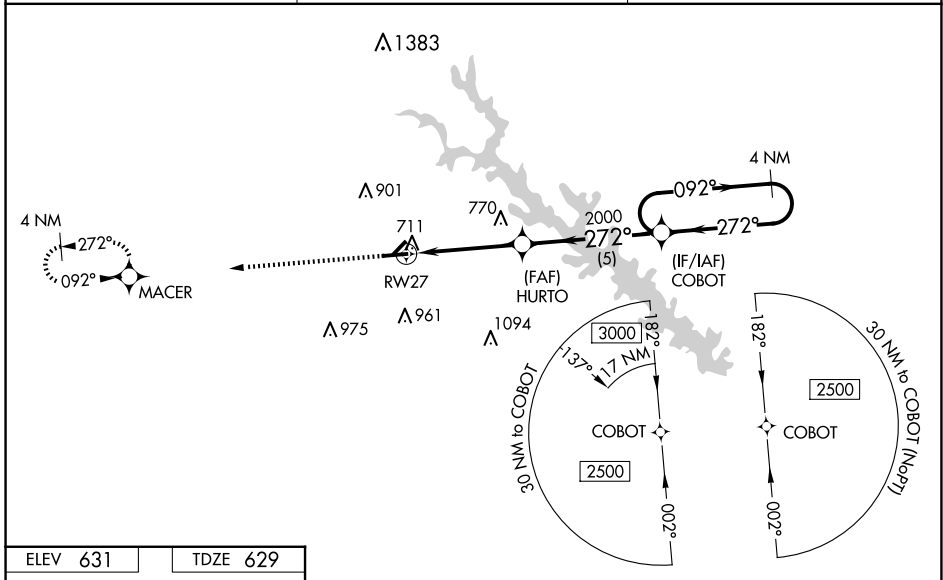 1383
4 NM
092°
901
770
2000
4 NM
711
272°
272°
272°
(5)
(IF/IAF)
COBOT
092°
MACER
RW27
(FAF)
HURTO
975
961
1094
3000
182°
182°
137°
17 NM
30 NM to COBOT
30 NM to COBOT (NoPT)
2500
COBOT
COBOT
2500
002°
002°
ELEV 631
TDZE 629